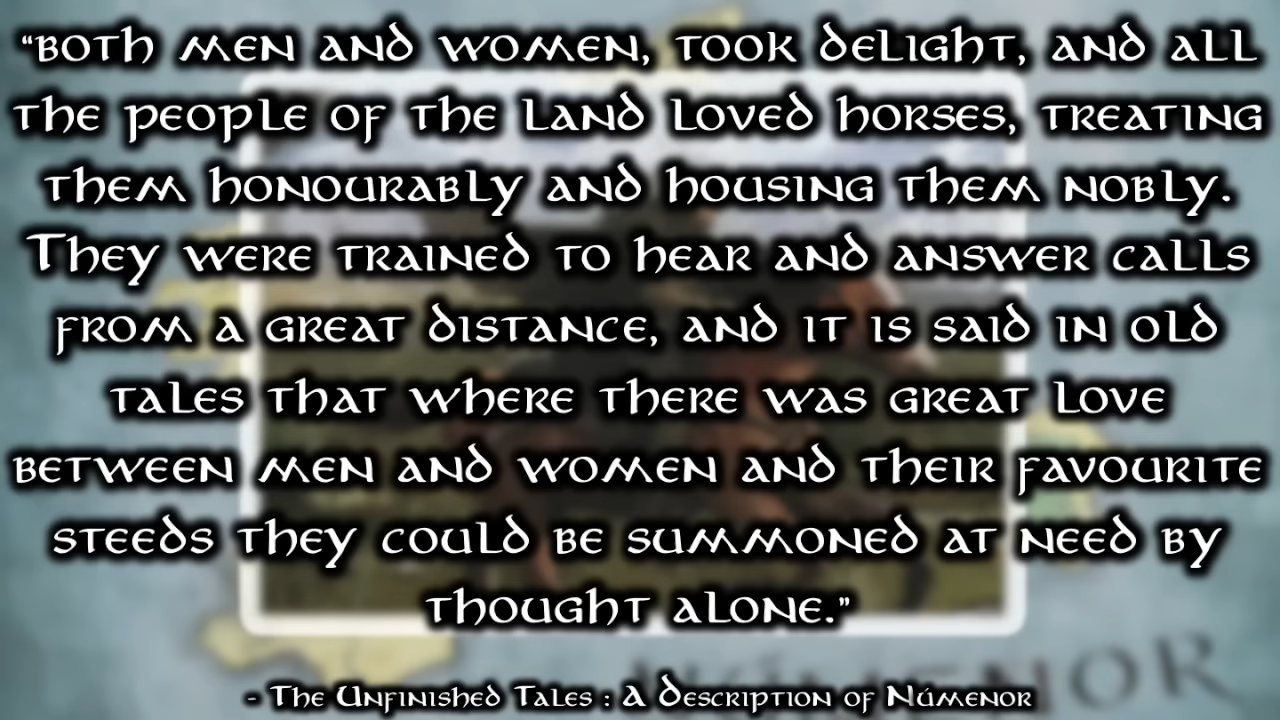 “Both men and women, took delight, and all
the people of the land loved horses, treating
them honourably and housing them nobly.
They were trained to hear and answer calls
from a great distance, and it is said in old
tales that where there was great love
between men and women and their favourite
steeds they could be summoned at need by
thought alone.”
NÚMENOR
- The Unfinished Tales : A Description of Númenor